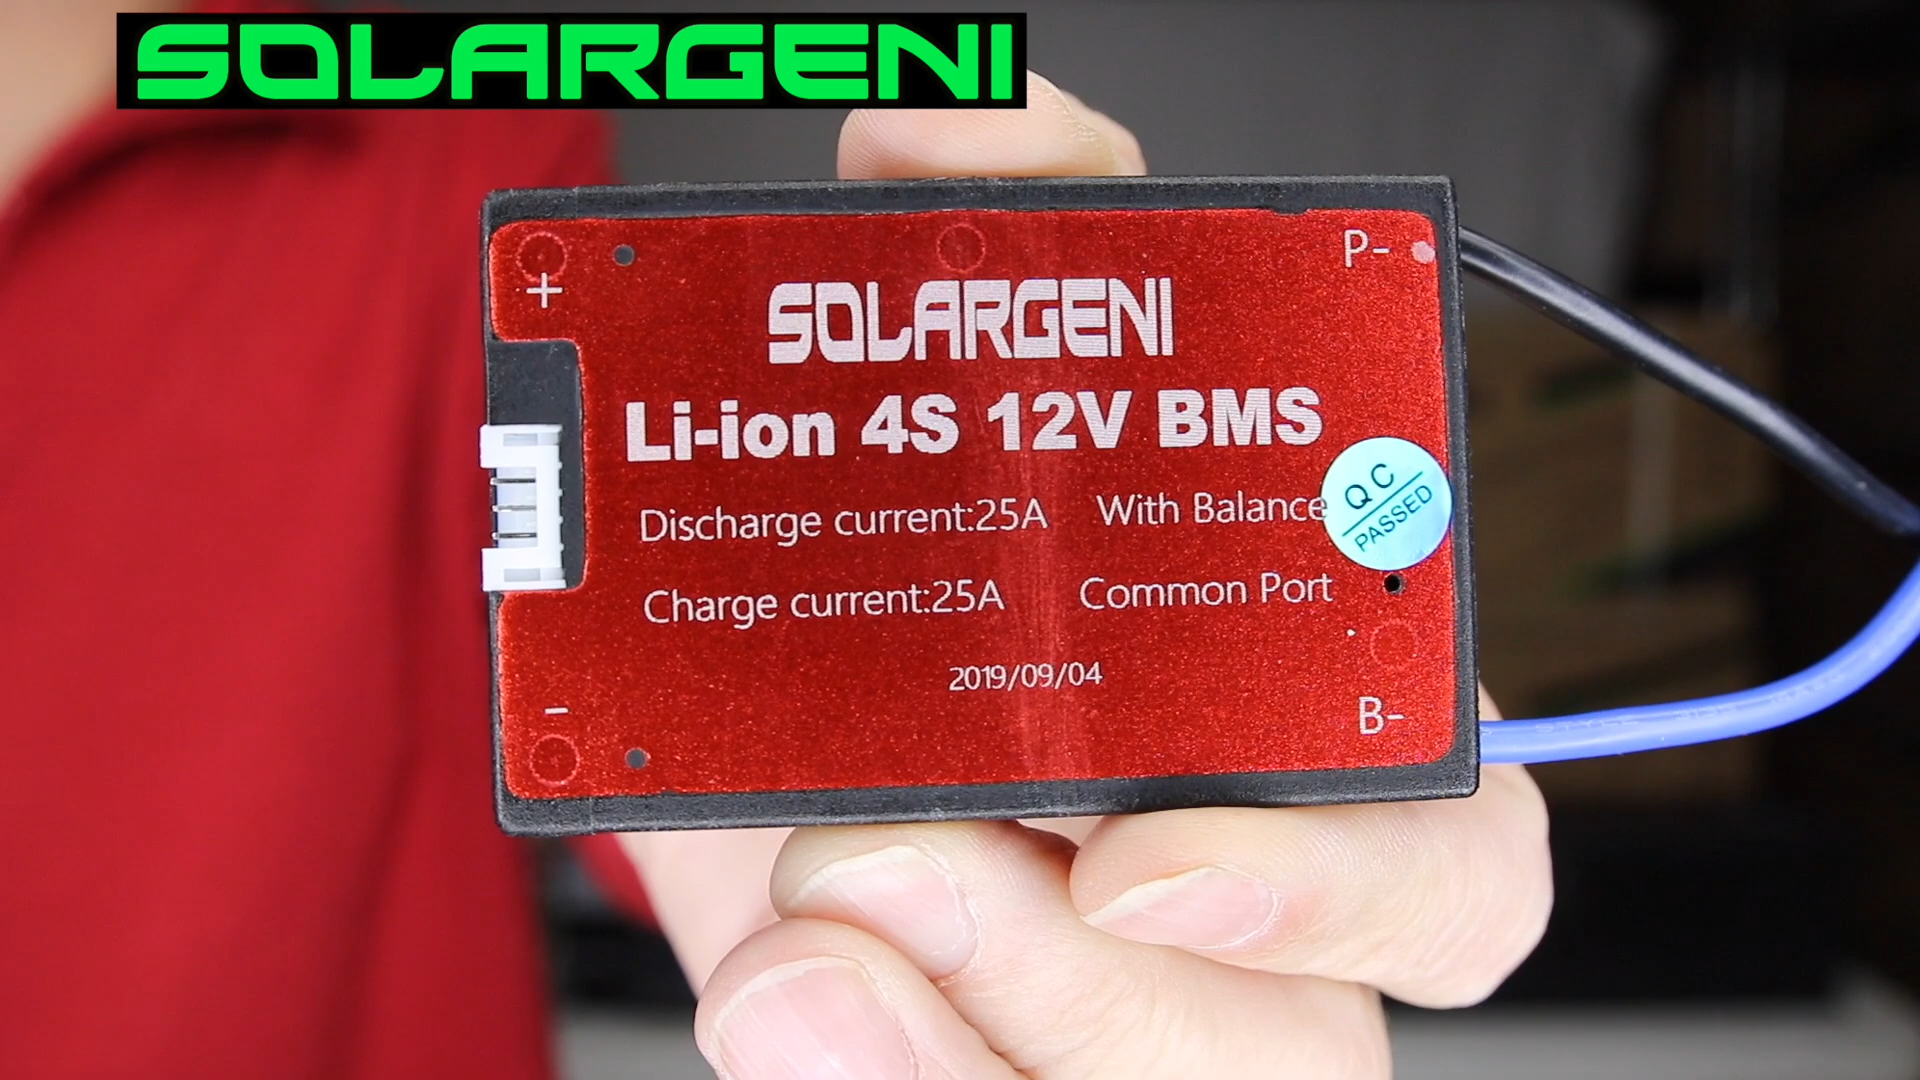 SOLARGENI
+
P-
SOLARGENI
Li-ion 4S 12V BMS
Discharge current:25A
With Balance
QC
PASSED
Charge current:25A
Common Port
2019/09/04
-
B-